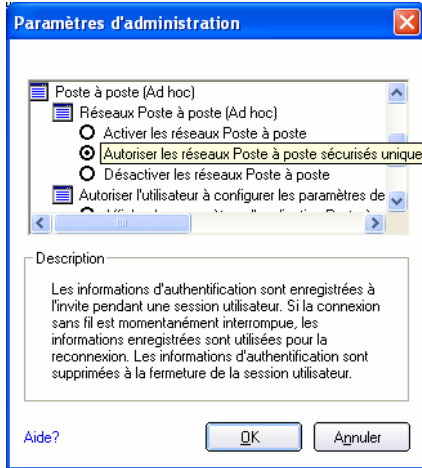 Paramètres d'administration
Poste à poste (Ad hoc)
Réseaux Poste à poste (Ad hoc)
Activer les réseaux Poste à poste
Autoriser les réseaux Poste à poste sécurisés unique
Désactiver les réseaux Poste à poste
Autoriser l'utilisateur à configurer les paramètres de
Description
Les informations d'authentification sont enregistrées à
l'invite pendant une session utilisateur. Si la connexion
sans fil est momentanément interrompue, les
informations enregistrées sont utilisées pour la
reconnexion. Les informations d'authentification sont
supprimées à la fermeture de la session utilisateur.
Aide?
OK
Annuler